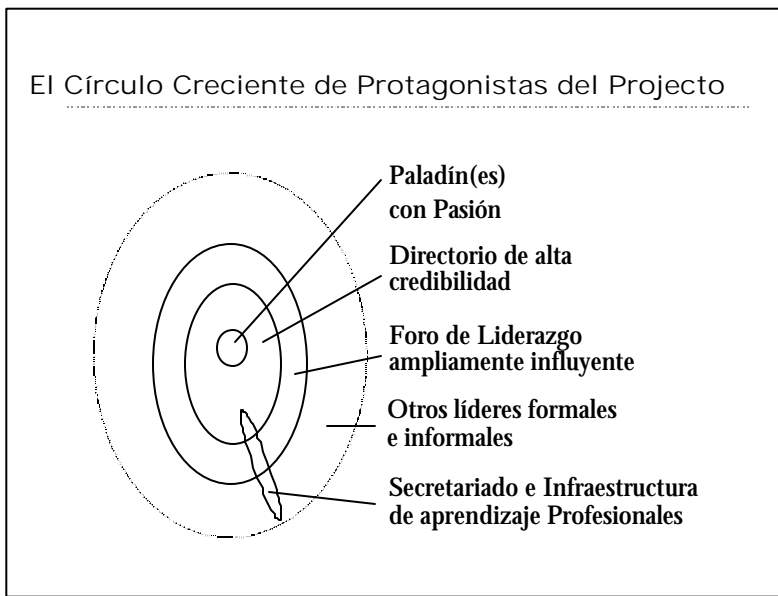 El Círculo Creciente de Protagonistas del Projecto
Paladín(es)
con Pasión
Directorio de alta
credibilidad
Foro de Liderazgo
ampliamente influyente
Otros líderes formales
e informales
Secretariado e Infraestructura
de aprendizaje Profesionales